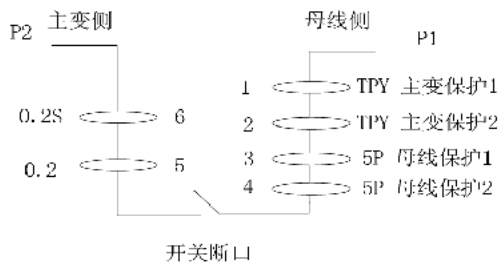 P2 主变侧
母线侧 P1
1 TPY 主变保护1
0.2S 6 2 TPY 主变保护2
0.2 5 3 5P 母线保护1
4 5P 母线保护2
开关断口